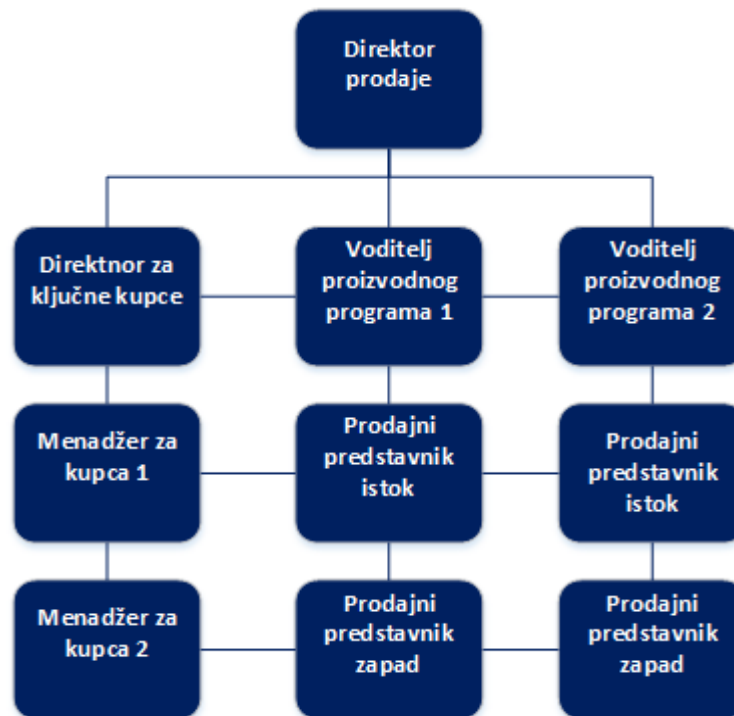 Direktor
prodaje
Direktnor za
ključne kupce
Voditelj
proizvodnog
programa 1
Voditelj
proizvodnog
programa 2
Menadžer za
kupca 1
Prodajni
predstavnik
istok
Prodajni
predstavnik
istok
Menadžer za
kupca 2
Prodajni
predstavnik
zapad
Prodajni
predstavnik
zapad